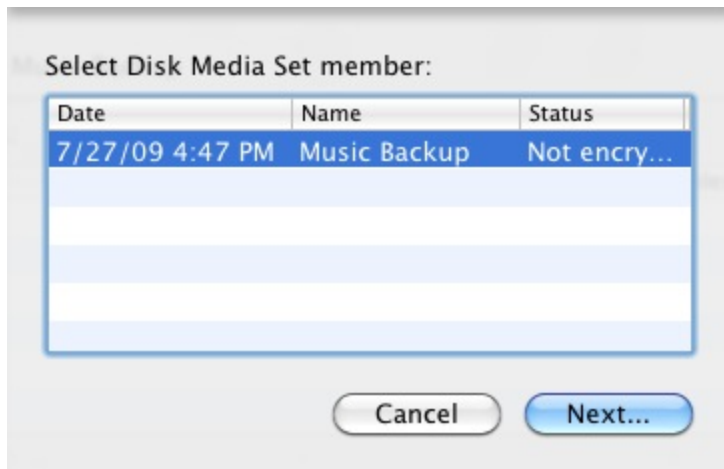 Select Disk Media Set member:
Date Name Status
7/27/09 4:47 PM Music Backup Not encry...
Cancel Next...